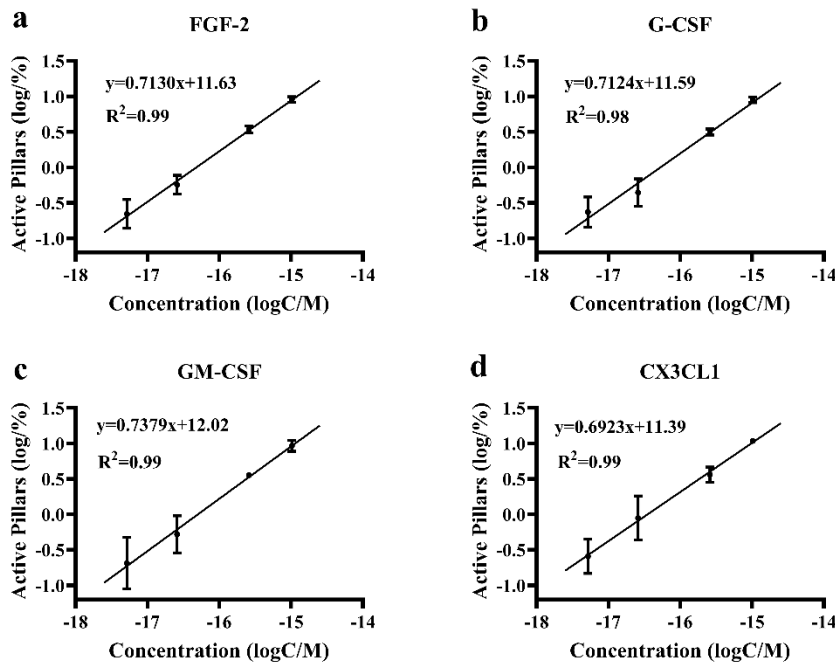 a
FGF-2
y=0.7130x+11.63
R²=0.99
Active Pillars (log/%)
1.5
1.0
0.5
0.0
-0.5
-1.0
-18
-17
-16
-15
-14
Concentration (logC/M)
b
G-CSF
y=0.7124x+11.59
R²=0.98
Active Pillars (log/%)
1.5
1.0
0.5
0.0
-0.5
-1.0
-18
-17
-16
-15
-14
Concentration (logC/M)
c
GM-CSF
y=0.7379x+12.02
R²=0.99
Active Pillars (log/%)
1.5
1.0
0.5
0.0
-0.5
-1.0
-18
-17
-16
-15
-14
Concentration (logC/M)
d
CX3CL1
y=0.6923x+11.39
R²=0.99
Active Pillars (log/%)
1.5
1.0
0.5
0.0
-0.5
-1.0
-18
-17
-16
-15
-14
Concentration (logC/M)